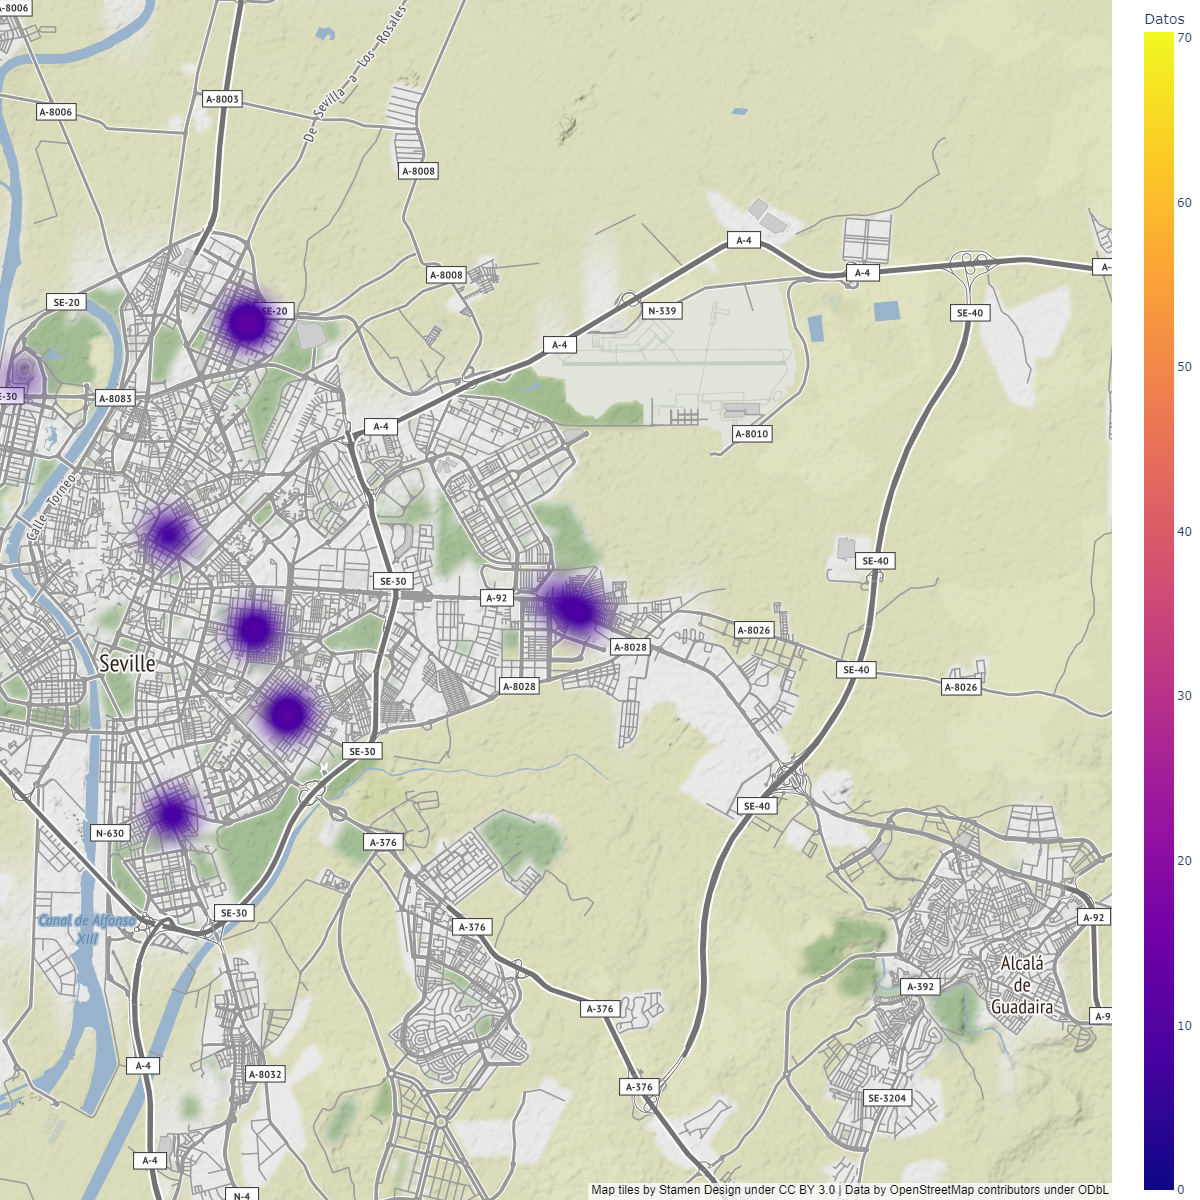 A-8006
Datos
70
De Sevilla a Los Rosales
A-8003
A-8006
A-8008
60
A-4
A-4
A-
A-8008
SE-20
SE-20
N-339
SE-40
A-4
50
E-30
A-8083
A-4
A-8010
Calle Torneo
40
SE-40
SE-30
A-92
A-8026
A-8028
Seville
SE-40
A-8028
A-8026
30
SE-30
SE-40
N-630
A-376
20
SE-30
Canal de Alfonso
XIII
A-376
A-92
Alcalá
de
Guadaira
A-392
A-376
A-9
10
A-4
A-8032
A-376
SE-3204
A-4
N-4
0
Map tiles by Stamen Design under CC BY 3.0 | Data by OpenStreetMap contributors under ODbL